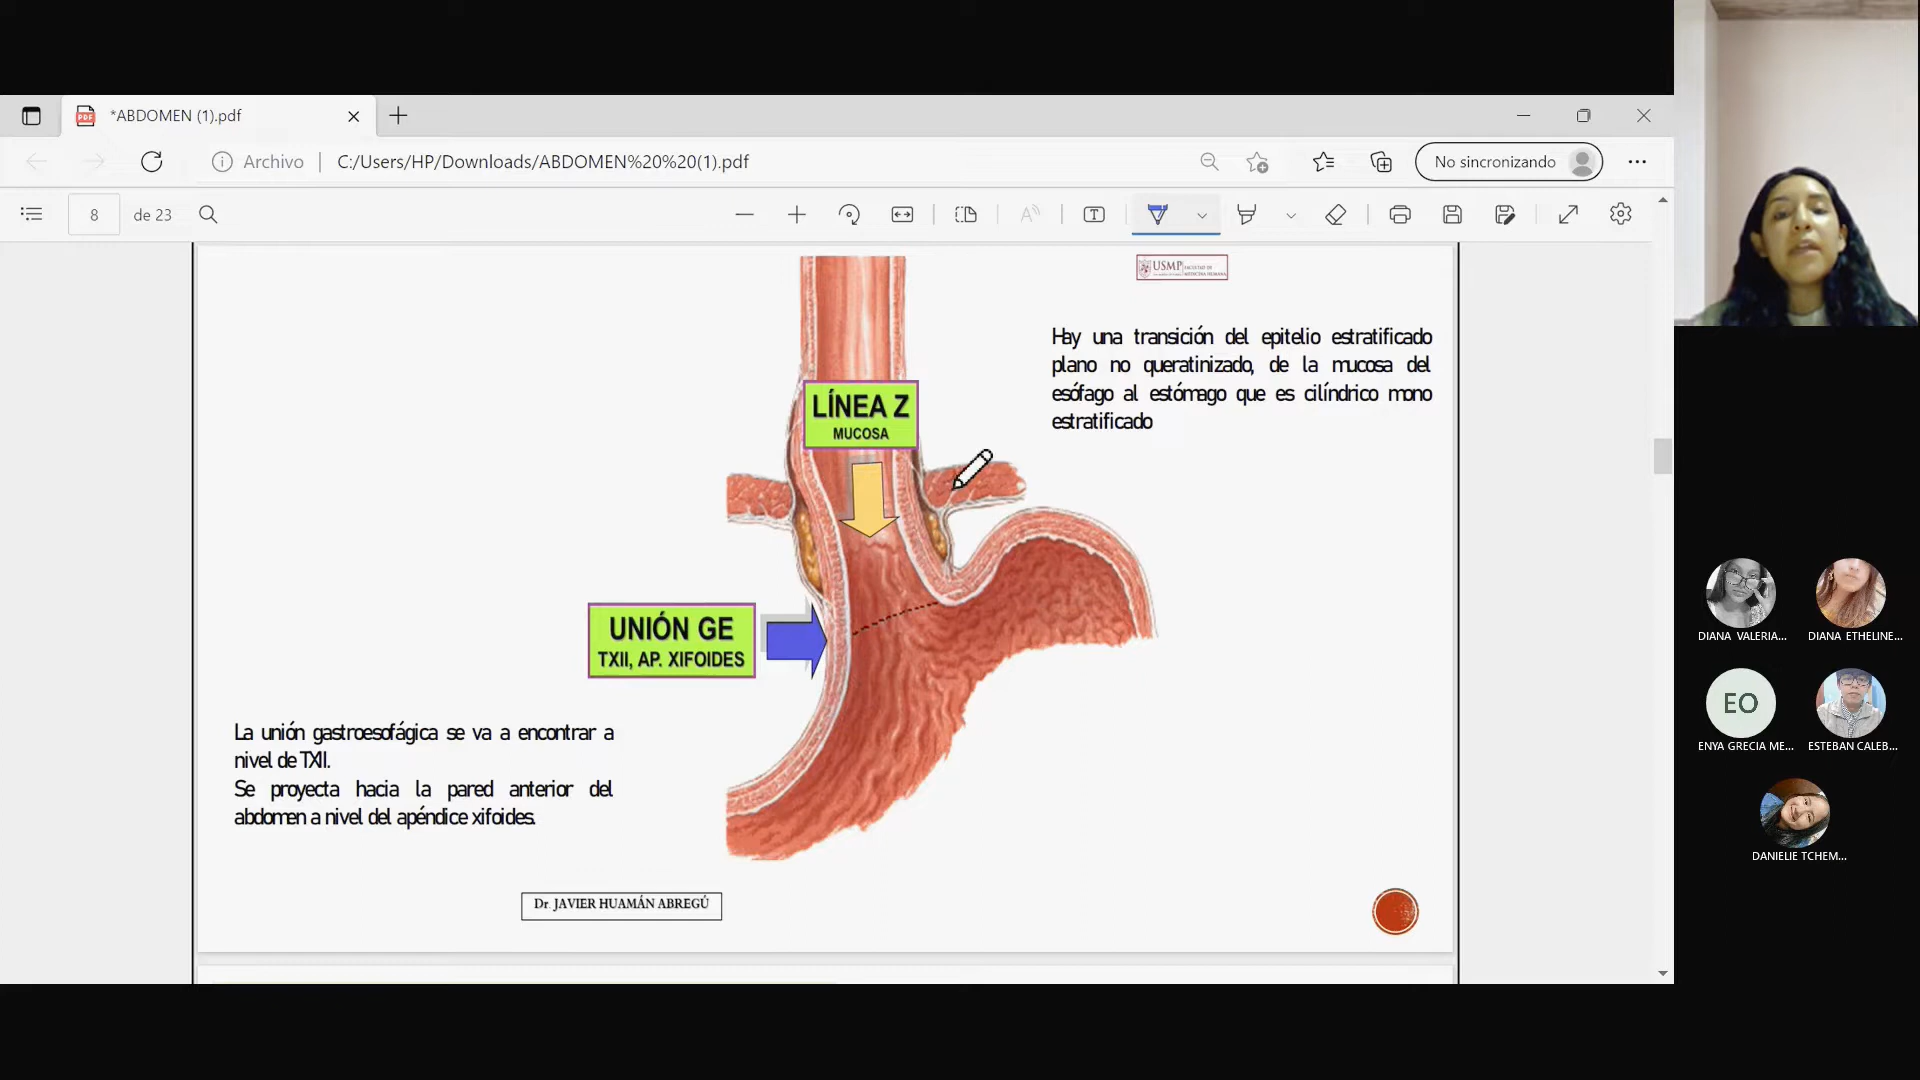 *ABDOMEN (1).pdf
Archivo
C:/Users/HP/Downloads/ABDOMEN%20%20(1).pdf
No sincronizando
8 de 23
USMP FACULTAD DE
MEDICINA HUMANA
Hay una transición del epitelio estratificado
plano no queratinizado, de la mucosa del
esófago al estómago que es cilíndrico mono
estratificado
LÍNEA Z
MUCOSA
UNIÓN GE
TXII, AP. XIFOIDES
La unión gastroesofágica se va a encontrar a
nivel de TXII.
Se proyecta hacia la pared anterior del
abdomen a nivel del apéndice xifoides.
Dr. JAVIER HUAMÁN ABREGÚ
DIANA VALERIA...
DIANA ETHELINE...
EO
ENYA GRECIA ME...
ESTEBAN CALEB...
DANIELIE TCHEM...